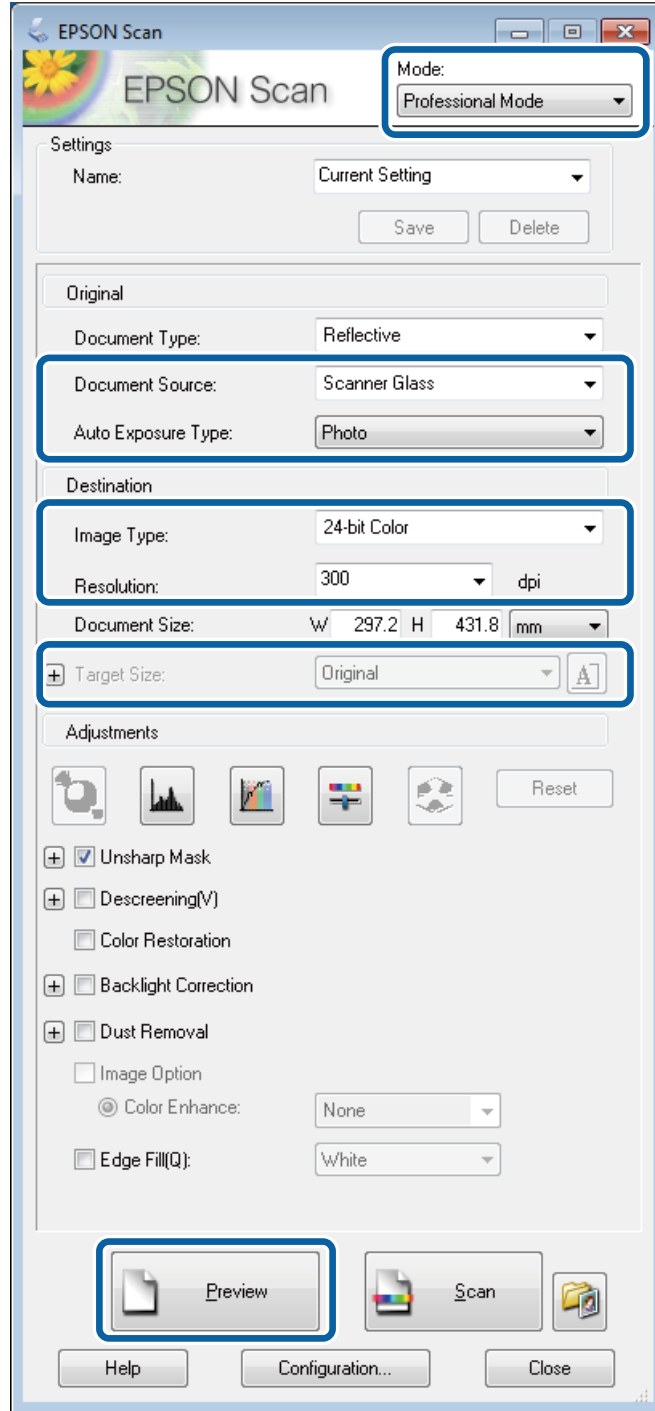 EPSON Scan
EPSON Scan
Mode:
Professional Mode
Settings
Name: Current Setting
Save Delete
Original
Document Type: Reflective
Document Source: Scanner Glass
Auto Exposure Type: Photo
Destination
Image Type: 24-bit Color
Resolution: 300 dpi
Document Size: W 297.2 H 431.8 mm
Target Size: Original A
Adjustments
Reset
Unsharp Mask
Descreening(V)
Color Restoration
Backlight Correction
Dust Removal
Image Option
Color Enhance: None
Edge Fill(Q): White
Preview Scan
Help Configuration... Close